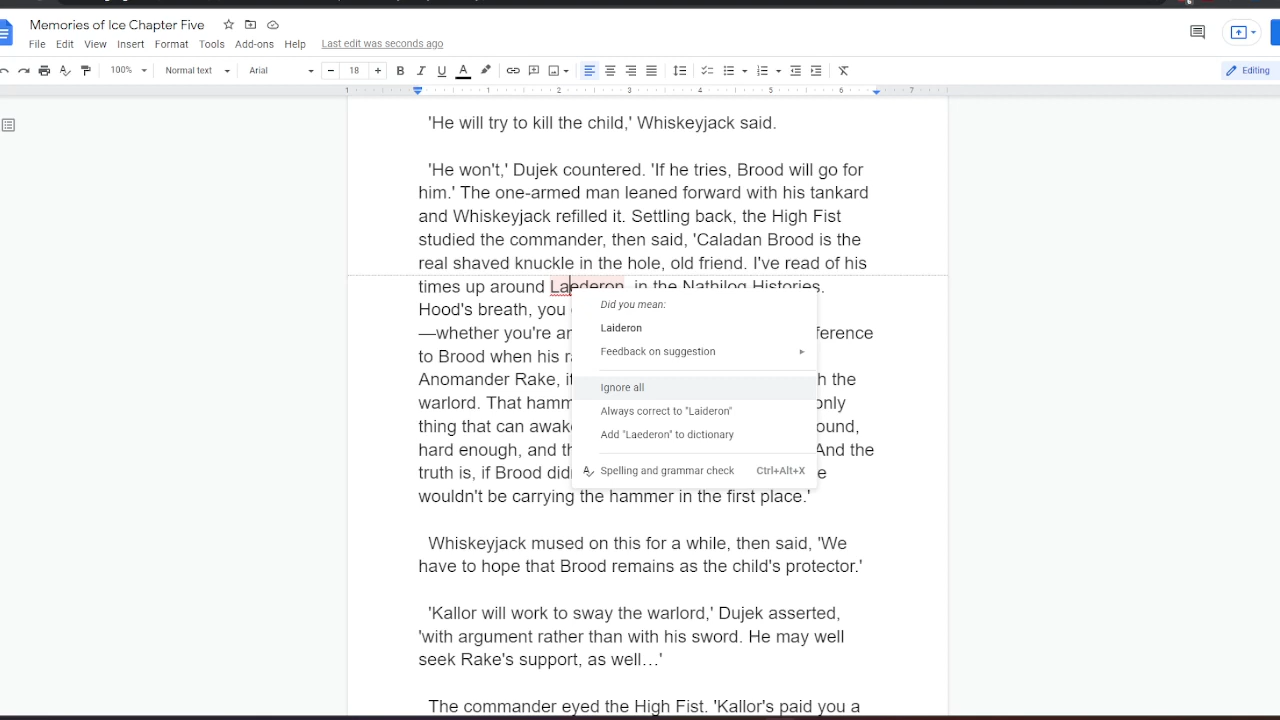 Memories of Ice Chapter Five
File Edit View Insert Format Tools Add-ons Help Last edit was seconds ago
100% Normal text Arial 18 B I U A Editing
1 1 2 3 4 5 6 7
'He will try to kill the child,' Whiskeyjack said.
'He won't,' Dujek countered. 'If he tries, Brood will go for
him.' The one-armed man leaned forward with his tankard
and Whiskeyjack refilled it. Settling back, the High Fist
studied the commander, then said, 'Caladan Brood is the
real shaved knuckle in the hole, old friend. I've read of his
times up around Laederon, in the Nathilog Histories.
Hood's breath, you
—whether you're
to Brood when his
Anomander Rake, h the
warlord. That only
thing that can ound,
hard enough, and And the
truth is, if Brood
wouldn't be carrying the hammer in the first place.'
Did you mean:
Laideron
Feedback on suggestion
Ignore all
Always correct to "Laideron"
Add "Laederon" to dictionary
Spelling and grammar check Ctrl+Alt+X
Whiskeyjack mused on this for a while, then said, 'We
have to hope that Brood remains as the child's protector.'
'Kallor will work to sway the warlord,' Dujek asserted,
'with argument rather than with his sword. He may well
seek Rake's support, as well…'
The commander eyed the High Fist. 'Kallor's paid you a